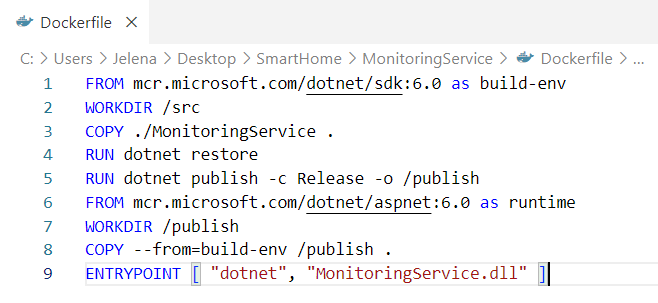 Dockerfile ×
C: > Users > Jelena > Desktop > SmartHome > MonitoringService > Dockerfile > ...
1 FROM mcr.microsoft.com/dotnet/sdk:6.0 as build-env
2 WORKDIR /src
3 COPY ./MonitoringService .
4 RUN dotnet restore
5 RUN dotnet publish -c Release -o /publish
6 FROM mcr.microsoft.com/dotnet/aspnet:6.0 as runtime
7 WORKDIR /publish
8 COPY --from=build-env /publish .
9 ENTRYPOINT [ "dotnet", "MonitoringService.dll" ]